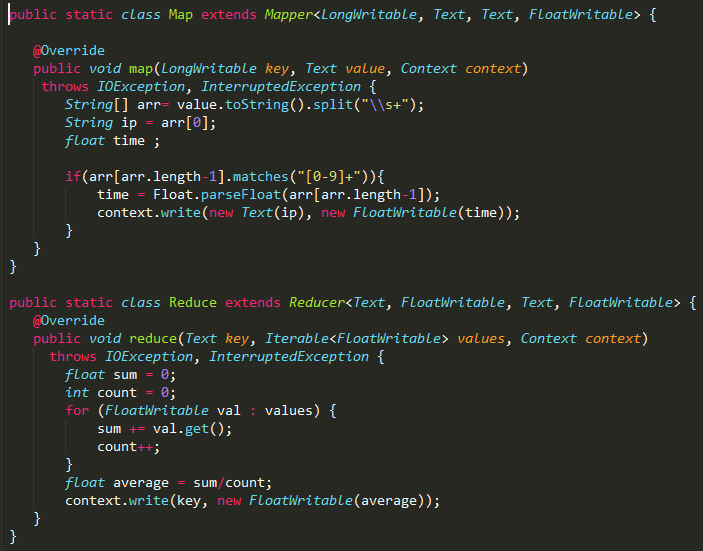 public static class Map extends Mapper<LongWritable, Text, Text, FloatWritable> {
@Override
public void map(LongWritable key, Text value, Context context)
throws IOException, InterruptedException {
String[] arr= value.toString().split("\\s+");
String ip = arr[0];
float time ;
if(arr[arr.length-1].matches("[0-9]+")){
time = Float.parseFloat(arr[arr.length-1]);
context.write(new Text(ip), new FloatWritable(time));
}
}
}
public static class Reduce extends Reducer<Text, FloatWritable, Text, FloatWritable> {
@Override
public void reduce(Text key, Iterable<FloatWritable> values, Context context)
throws IOException, InterruptedException {
float sum = 0;
int count = 0;
for (FloatWritable val : values) {
sum += val.get();
count++;
}
float average = sum/count;
context.write(key, new FloatWritable(average));
}
}